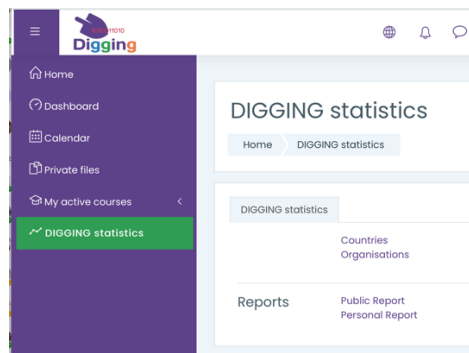 Digging
Home
Dashboard
Calendar
Private files
My active courses
DIGGING statistics
DIGGING statistics
Home DIGGING statistics
DIGGING statistics
Countries
Organisations
Reports
Public Report
Personal Report